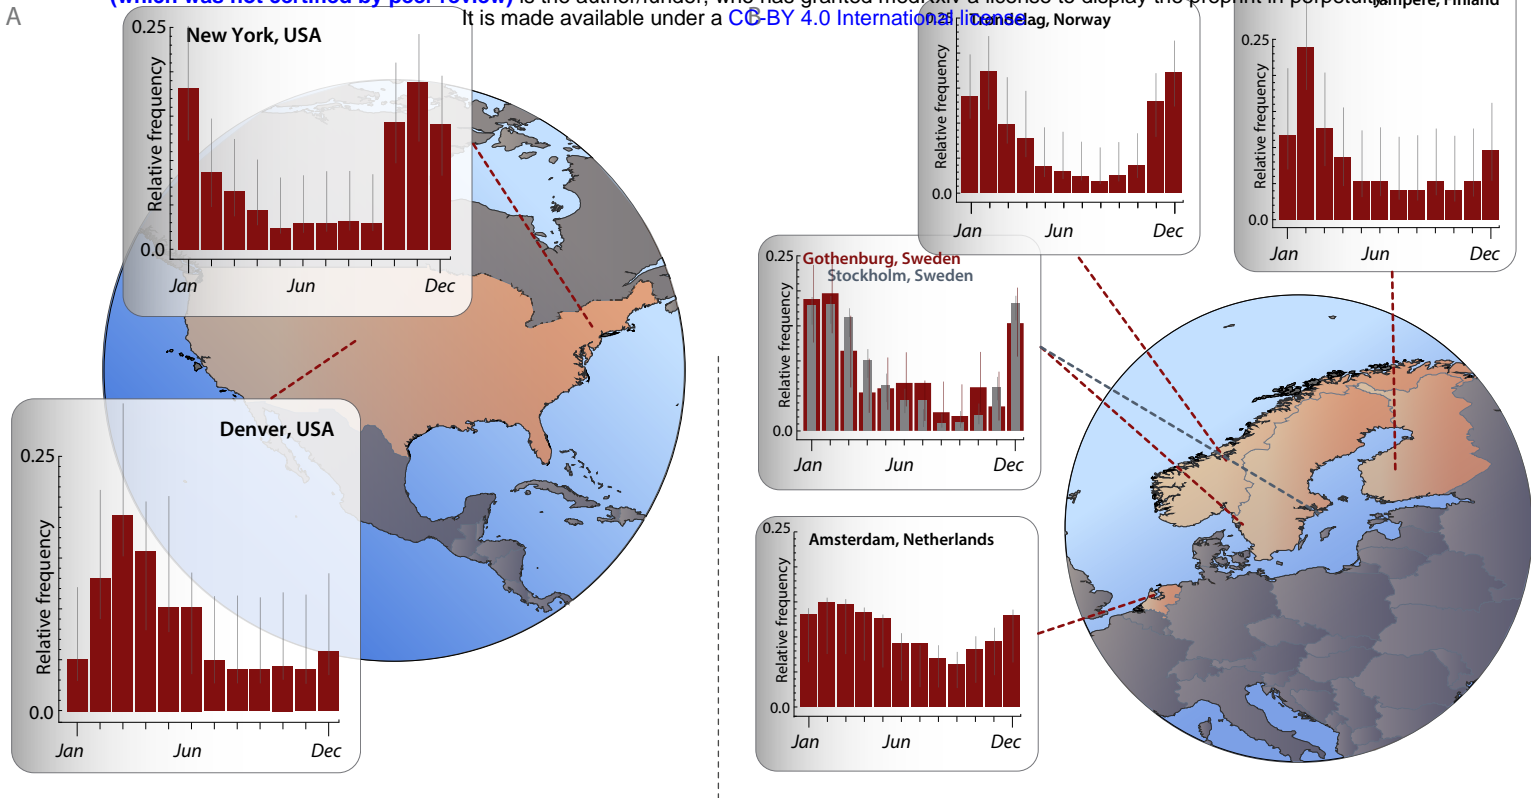 A
(which was not certified by peer review) is the author/funder, who has granted medRxiv a license to display the preprint in perpetuity.
It is made available under a CC-BY 4.0 International license.
B
New York, USA
0.25
Relative frequency
0.0
Jan Jun Dec
Denver, USA
0.25
Relative frequency
0.0
Jan Jun Dec
0.25
Trondelag, Norway
Relative frequency
0.0
Jan Jun Dec
Tampere, Finland
0.25
Relative frequency
0.0
Jan Jun Dec
0.25
Gothenburg, Sweden
Stockholm, Sweden
Relative frequency
0.0
Jan Jun Dec
0.25
Amsterdam, Netherlands
Relative frequency
0.0
Jan Jun Dec